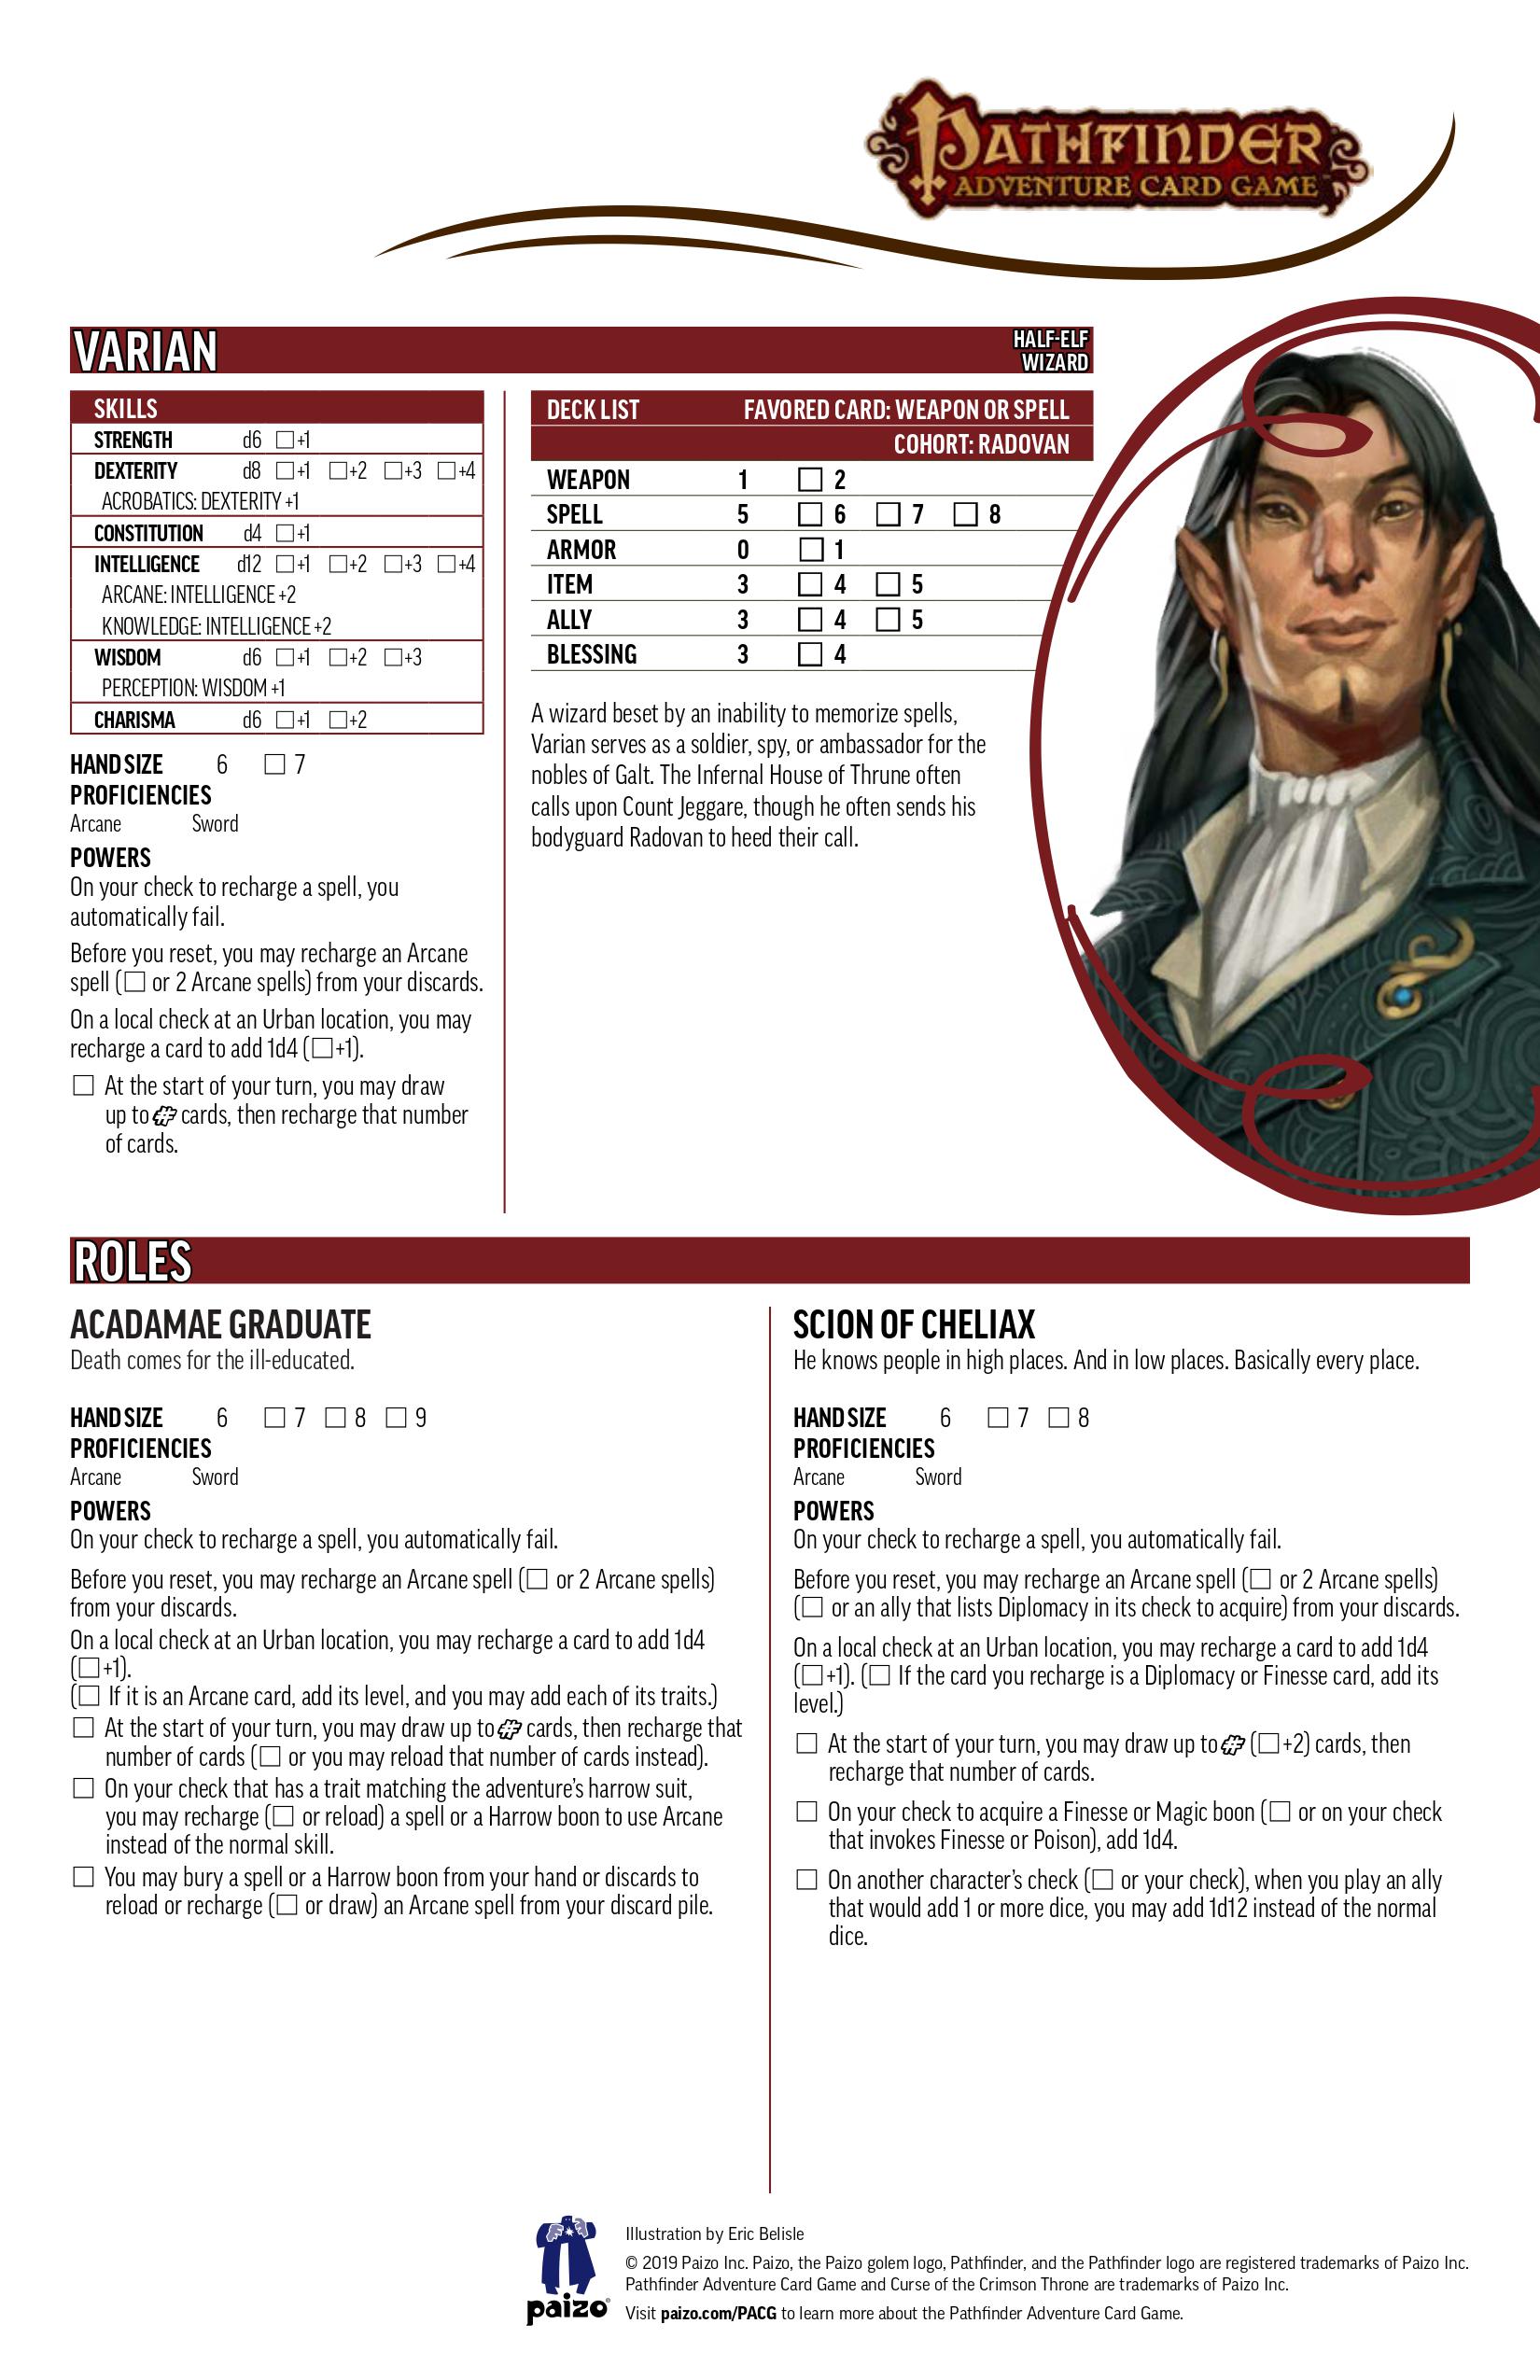 PATHFINDER
ADVENTURE CARD GAME
VARIAN
HALF-ELF
WIZARD
SKILLS
STRENGTH d6 ☐+1
DEXTERITY d8 ☐+1 ☐+2 ☐+3 ☐+4
ACROBATICS: DEXTERITY +1
CONSTITUTION d4 ☐+1
INTELLIGENCE d12 ☐+1 ☐+2 ☐+3 ☐+4
ARCANE: INTELLIGENCE +2
KNOWLEDGE: INTELLIGENCE +2
WISDOM d6 ☐+1 ☐+2 ☐+3
PERCEPTION: WISDOM +1
CHARISMA d6 ☐+1 ☐+2
HAND SIZE 6 ☐ 7
PROFICIENCIES
Arcane Sword
POWERS
On your check to recharge a spell, you
automatically fail.
Before you reset, you may recharge an Arcane
spell (☐ or 2 Arcane spells) from your discards.
On a local check at an Urban location, you may
recharge a card to add 1d4 (☐+1).
☐ At the start of your turn, you may draw
up to # cards, then recharge that number
of cards.
DECK LIST FAVORED CARD: WEAPON OR SPELL
COHORT: RADOVAN
WEAPON 1 ☐ 2
SPELL 5 ☐ 6 ☐ 7 ☐ 8
ARMOR 0 ☐ 1
ITEM 3 ☐ 4 ☐ 5
ALLY 3 ☐ 4 ☐ 5
BLESSING 3 ☐ 4
A wizard beset by an inability to memorize spells,
Varian serves as a soldier, spy, or ambassador for the
nobles of Galt. The Infernal House of Thrune often
calls upon Count Jeggare, though he often sends his
bodyguard Radovan to heed their call.
ROLES
ACADAMAE GRADUATE
Death comes for the ill-educated.
HAND SIZE 6 ☐ 7 ☐ 8 ☐ 9
PROFICIENCIES
Arcane Sword
POWERS
On your check to recharge a spell, you automatically fail.
Before you reset, you may recharge an Arcane spell (☐ or 2 Arcane spells)
from your discards.
On a local check at an Urban location, you may recharge a card to add 1d4
(☐+1).
(☐ If it is an Arcane card, add its level, and you may add each of its traits.)
☐ At the start of your turn, you may draw up to # cards, then recharge that
number of cards (☐ or you may reload that number of cards instead).
☐ On your check that has a trait matching the adventure's harrow suit,
you may recharge (☐ or reload) a spell or a Harrow boon to use Arcane
instead of the normal skill.
☐ You may bury a spell or a Harrow boon from your hand or discards to
reload or recharge (☐ or draw) an Arcane spell from your discard pile.
SCION OF CHELIAX
He knows people in high places. And in low places. Basically every place.
HAND SIZE 6 ☐ 7 ☐ 8
PROFICIENCIES
Arcane Sword
POWERS
On your check to recharge a spell, you automatically fail.
Before you reset, you may recharge an Arcane spell (☐ or 2 Arcane spells)
(☐ or an ally that lists Diplomacy in its check to acquire) from your discards.
On a local check at an Urban location, you may recharge a card to add 1d4
(☐+1). (☐ If the card you recharge is a Diplomacy or Finesse card, add its
level.)
☐ At the start of your turn, you may draw up to # (☐+2) cards, then
recharge that number of cards.
☐ On your check to acquire a Finesse or Magic boon (☐ or on your check
that invokes Finesse or Poison), add 1d4.
☐ On another character's check (☐ or your check), when you play an ally
that would add 1 or more dice, you may add 1d12 instead of the normal
dice.
paizo®
Illustration by Eric Belisle
© 2019 Paizo Inc. Paizo, the Paizo golem logo, Pathfinder, and the Pathfinder logo are registered trademarks of Paizo Inc.
Pathfinder Adventure Card Game and Curse of the Crimson Throne are trademarks of Paizo Inc.
Visit paizo.com/PACG to learn more about the Pathfinder Adventure Card Game.